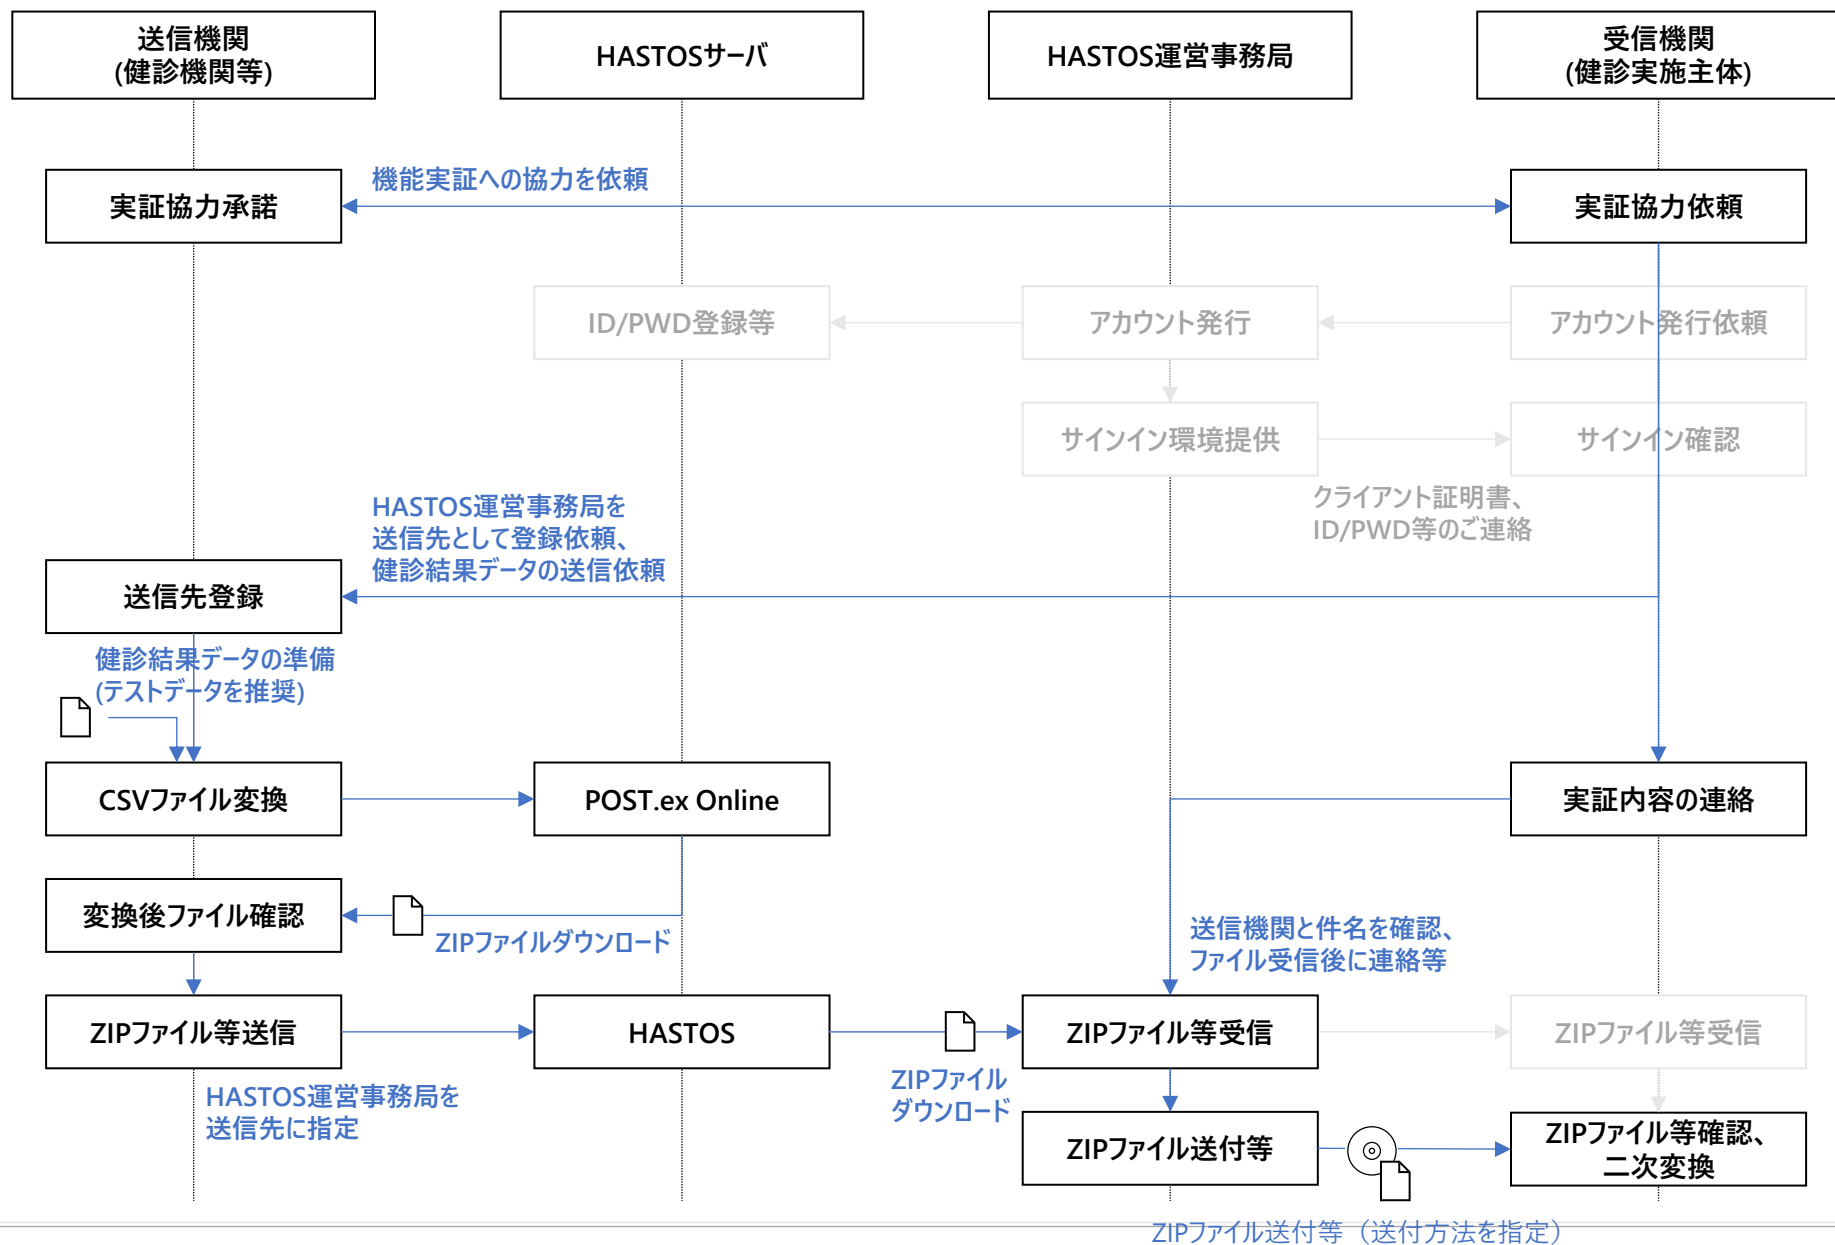 送信機関
(健診機関等)
HASTOSサーバ
HASTOS運営事務局
受信機関
(健診実施主体)
実証協力承諾
機能実証への協力を依頼
実証協力依頼
ID/PWD登録等
アカウント発行
アカウント発行依頼
サインイン環境提供
サインイン確認
クライアント証明書、
ID/PWD等のご連絡
HASTOS運営事務局を
送信先として登録依頼、
健診結果データの送信依頼
送信先登録
健診結果データの準備
(テストデータを推奨)
CSVファイル変換
POST.ex Online
実証内容の連絡
変換後ファイル確認
ZIPファイルダウンロード
送信機関と件名を確認、
ファイル受信後に連絡等
ZIPファイル等送信
HASTOS
ZIPファイル等受信
ZIPファイル等受信
HASTOS運営事務局を
送信先に指定
ZIPファイル
ダウンロード
ZIPファイル送付等
ZIPファイル等確認、
二次変換
ZIPファイル送付等（送付方法を指定）